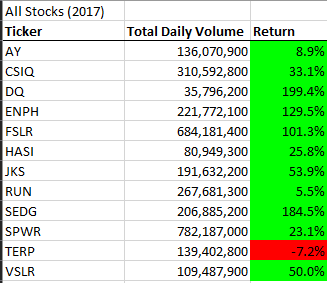 All Stocks (2017)
Ticker Total Daily Volume Return
AY 136,070,900 8.9%
CSIQ 310,592,800 33.1%
DQ 35,796,200 199.4%
ENPH 221,772,100 129.5%
FSLR 684,181,400 101.3%
HASI 80,949,300 25.8%
JKS 191,632,200 53.9%
RUN 267,681,300 5.5%
SEDG 206,885,200 184.5%
SPWR 782,187,000 23.1%
TERP 139,402,800 -7.2%
VSLR 109,487,900 50.0%